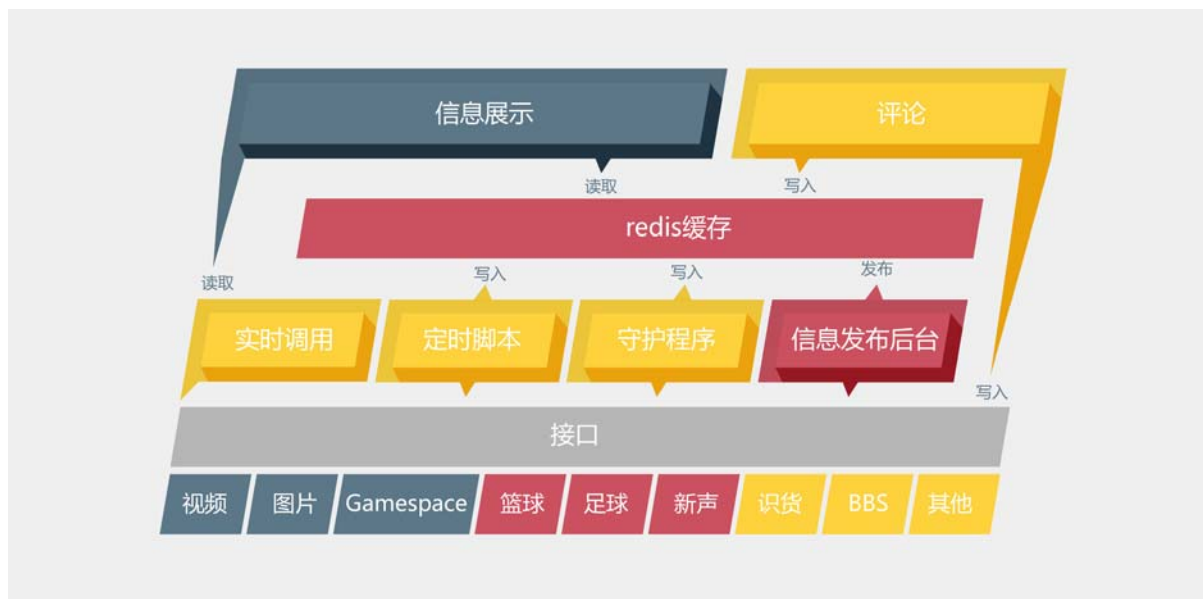 信息展示
评论
读取
写入
redis缓存
读取
写入
写入
发布
实时调用
定时脚本
守护程序
信息发布后台
写入
接口
视频
图片
Gamespace
篮球
足球
新声
识货
BBS
其他